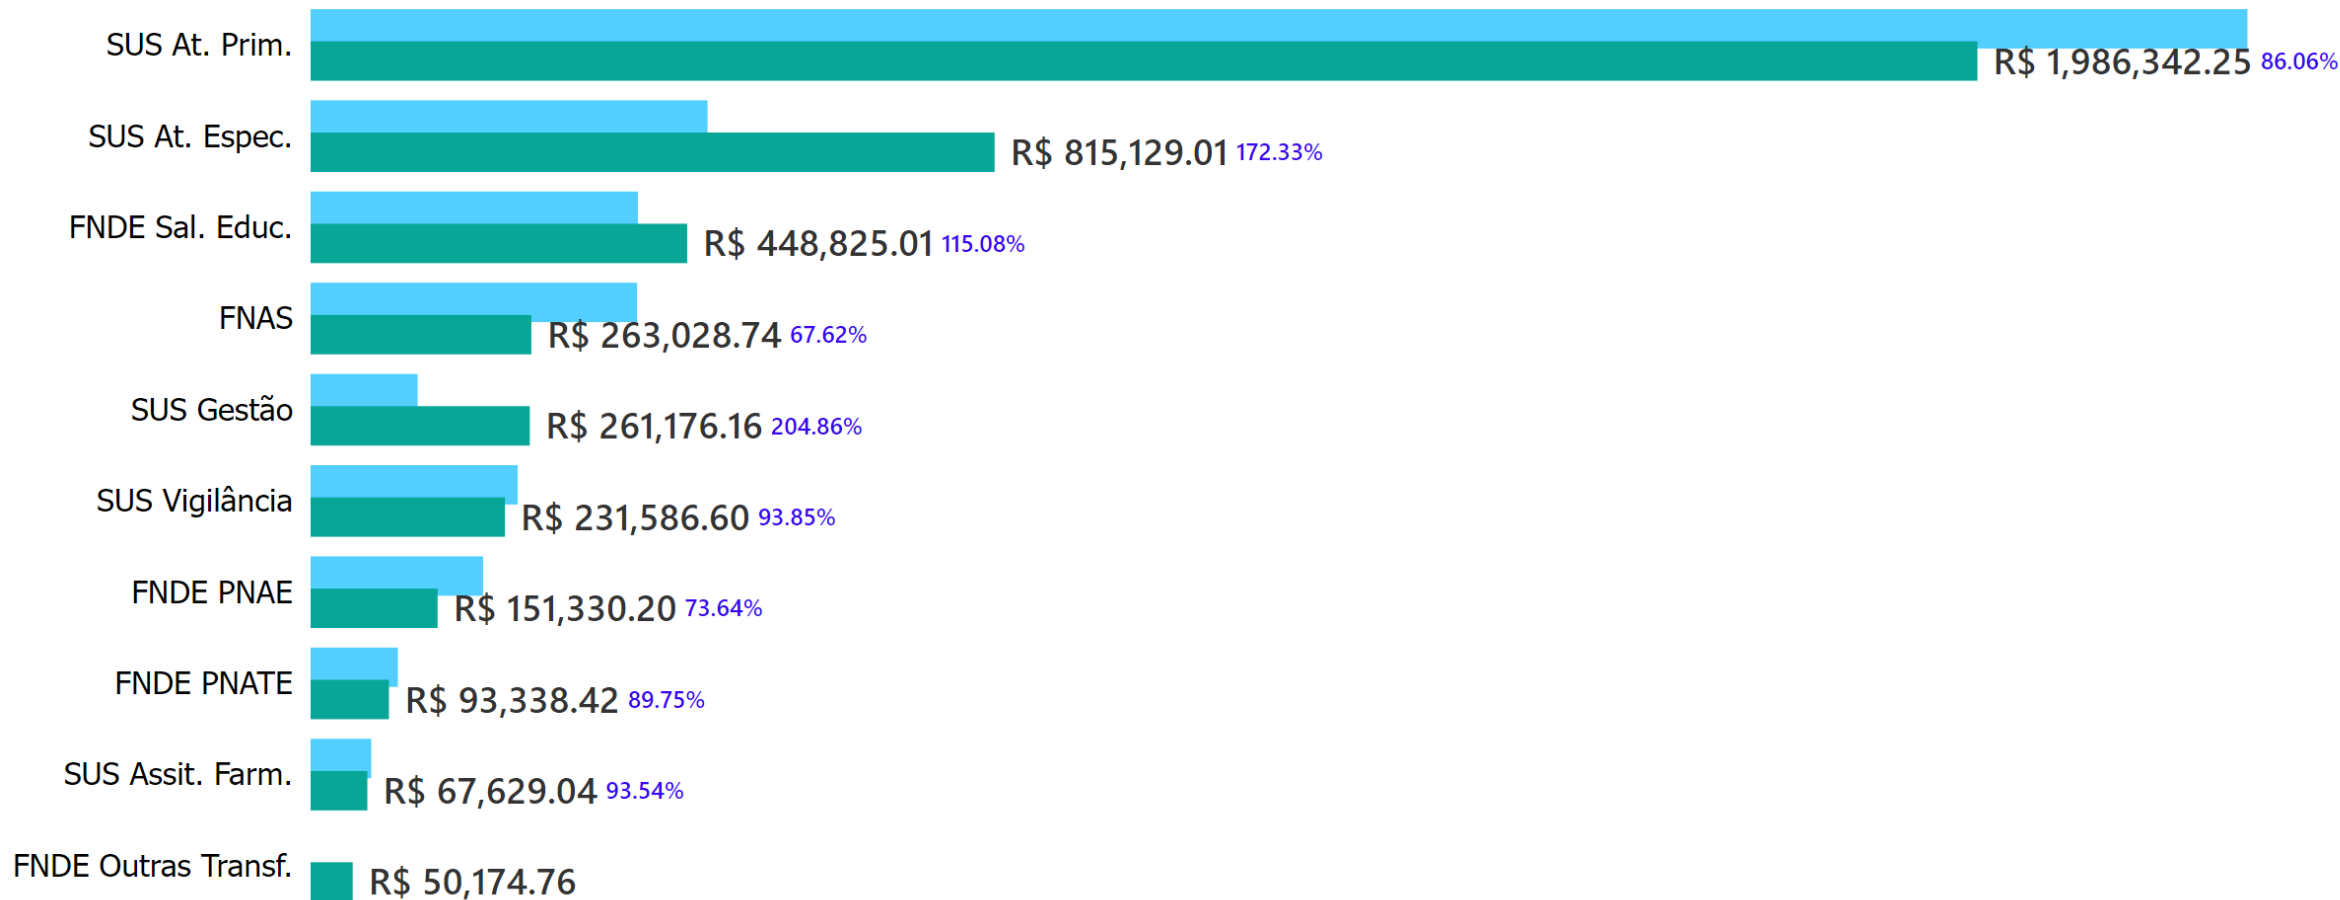 SUS At. Prim.
R$ 1,986,342.25 86.06%
SUS At. Espec.
R$ 815,129.01 172.33%
FNDE Sal. Educ.
R$ 448,825.01 115.08%
FNAS
R$ 263,028.74 67.62%
SUS Gestão
R$ 261,176.16 204.86%
SUS Vigilância
R$ 231,586.60 93.85%
FNDE PNAE
R$ 151,330.20 73.64%
FNDE PNATE
R$ 93,338.42 89.75%
SUS Assit. Farm.
R$ 67,629.04 93.54%
FNDE Outras Transf.
R$ 50,174.76